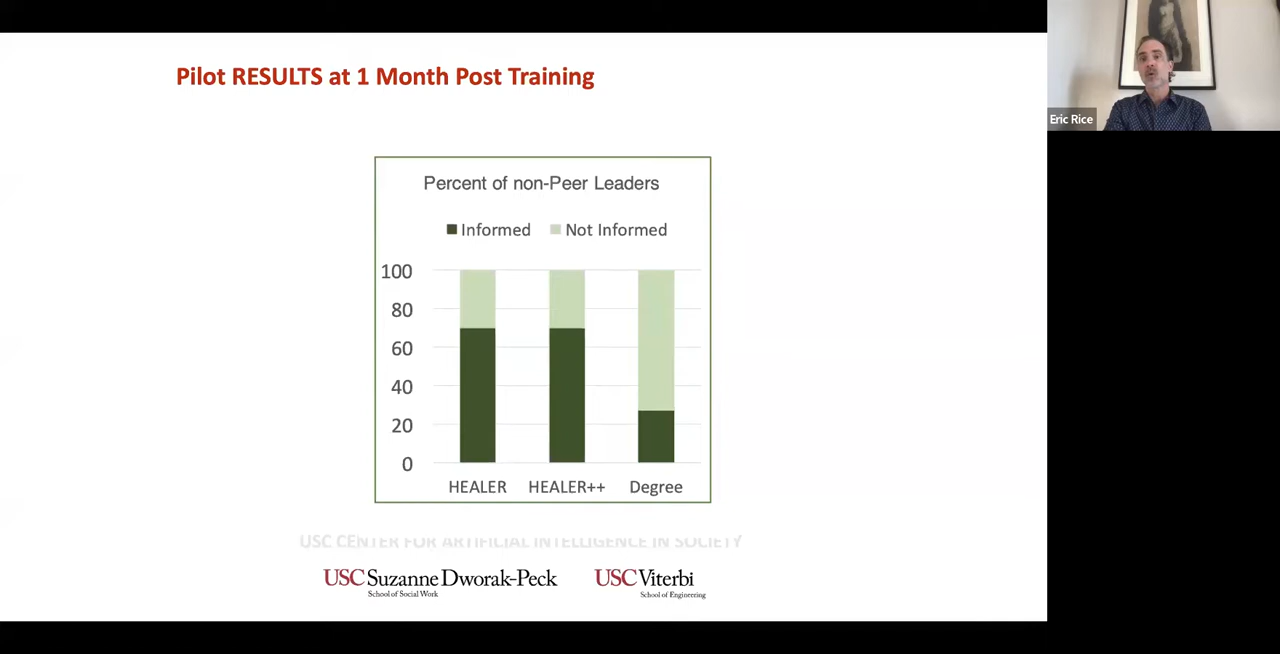 Pilot RESULTS at 1 Month Post Training
Eric Rice
Percent of non-Peer Leaders
Informed Not Informed
100
80
60
40
20
0
HEALER HEALER++ Degree
USC CENTER FOR ARTIFICIAL INTELLIGENCE IN SOCIETY
USC Suzanne Dworak-Peck
School of Social Work
USC Viterbi
School of Engineering